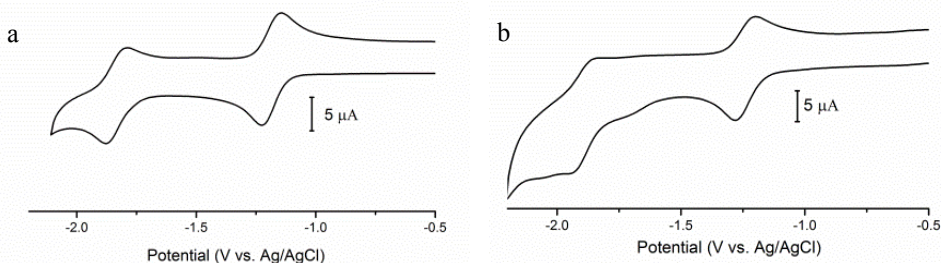 a
5 μA
-2.0 -1.5 -1.0 -0.5
Potential (V vs. Ag/AgCl)
b
5 μA
-2.0 -1.5 -1.0 -0.5
Potential (V vs. Ag/AgCl)